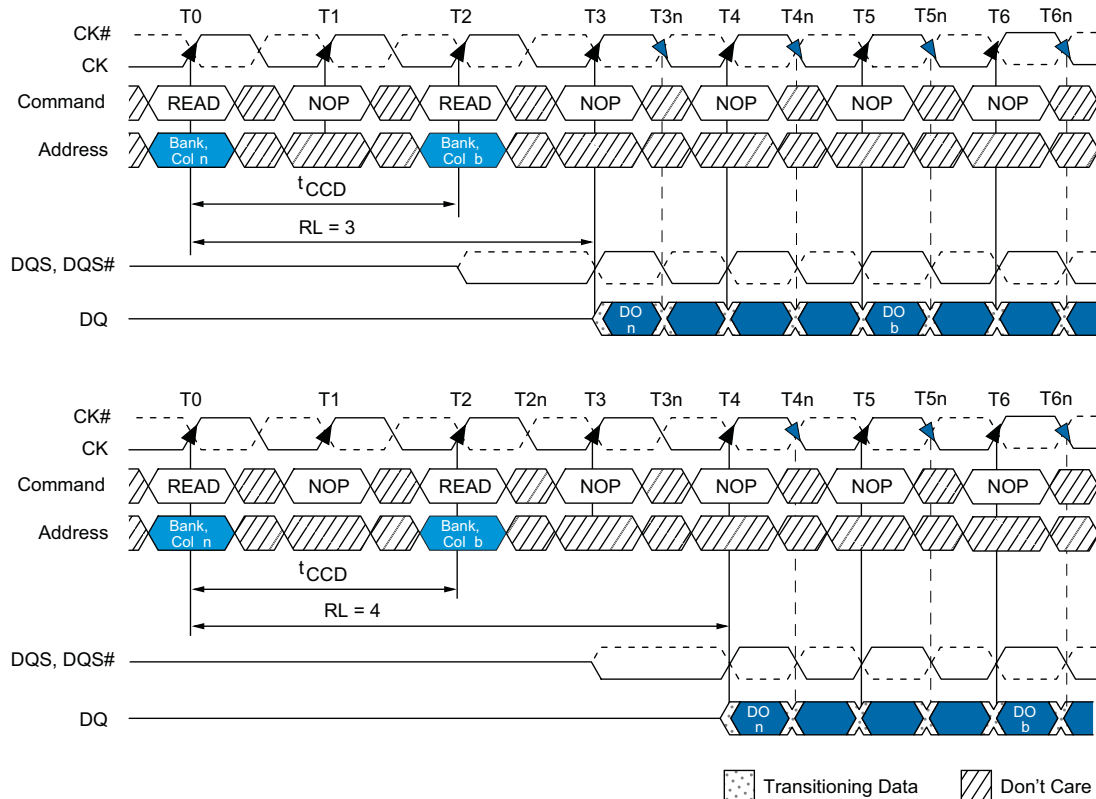 T0 T1 T2 T3 T3n T4 T4n T5 T5n T6 T6n
CK#
CK
Command READ NOP READ NOP NOP NOP NOP
Address Bank, Col n Bank, Col b
tCCD
RL = 3
DQS, DQS#
DQ DO n DO b
T0 T1 T2 T2n T3 T3n T4 T4n T5 T5n T6 T6n
CK#
CK
Command READ NOP READ NOP NOP NOP NOP
Address Bank, Col n Bank, Col b
tCCD
RL = 4
DQS, DQS#
DQ DO n DO b
Transitioning Data Don't Care